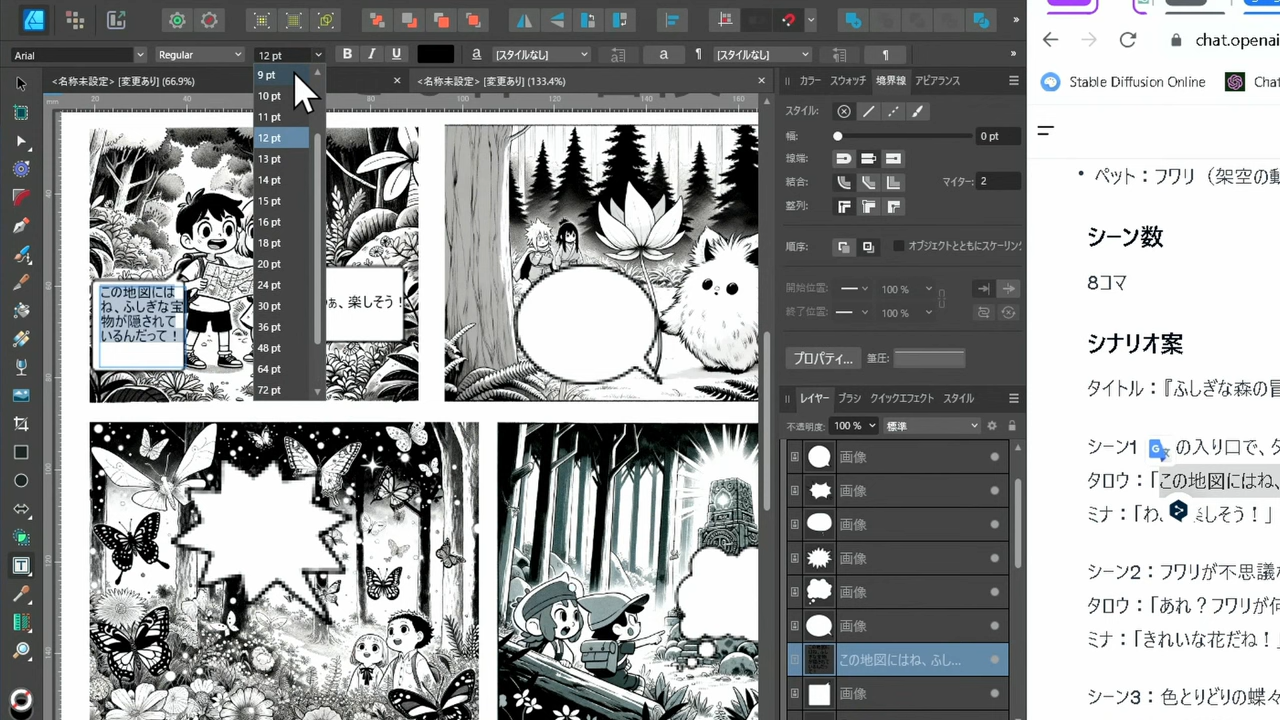 chat.openai
Arial
Regular
12 pt
B I U
a
[スタイルなし]
a
¶
[スタイルなし]
¶
Stable Diffusion Online
Chat
<名称未設定> [変更あり] (66.9%)
<名称未設定> [変更あり] (133.4%)
カラー
スウォッチ
境界線
アピアランス
mm
20
40
80
100
120
140
160
9 pt
10 pt
11 pt
12 pt
13 pt
14 pt
15 pt
16 pt
18 pt
20 pt
24 pt
30 pt
36 pt
48 pt
64 pt
72 pt
この地図には
ね、ふしぎな宝
物が隠されて
いるんだって！
ぁ、楽しそう！
スタイル:
幅:
0 pt
線端:
結合:
マイター:
2
整列:
順序:
オブジェクトとともにスケーリン
開始位置:
100 %
終了位置:
100 %
プロパティ...
筆圧:
レイヤー
ブラシ
クイックエフェクト
スタイル
不透明度:
100 %
標準
画像
画像
画像
画像
画像
画像
この地図にはね、ふし...
画像
• ペット：フワリ（架空の動
シーン数
8コマ
シナリオ案
タイトル：『ふしぎな森の冒
シーン1
の入り口で、
タロウ：「この地図にはね、
ミナ：「わ、
しそう！」
シーン2：フワリが不思議な
タロウ：「あれ？フワリが何
ミナ：「きれいな花だね！
シーン3：色とりどりの蝶々